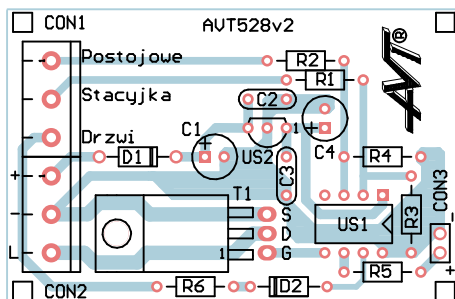 CON1
AVT528v2
AVT®
Postojowe
R2
R1
Stacyjka
C2
C1
+
1
+
C4
Drzwi
US2
D1
C3
R4
CON3
+
T1
S
US1
R3
-
-
D
L
1
G
R5
+
CON2
R6
D2